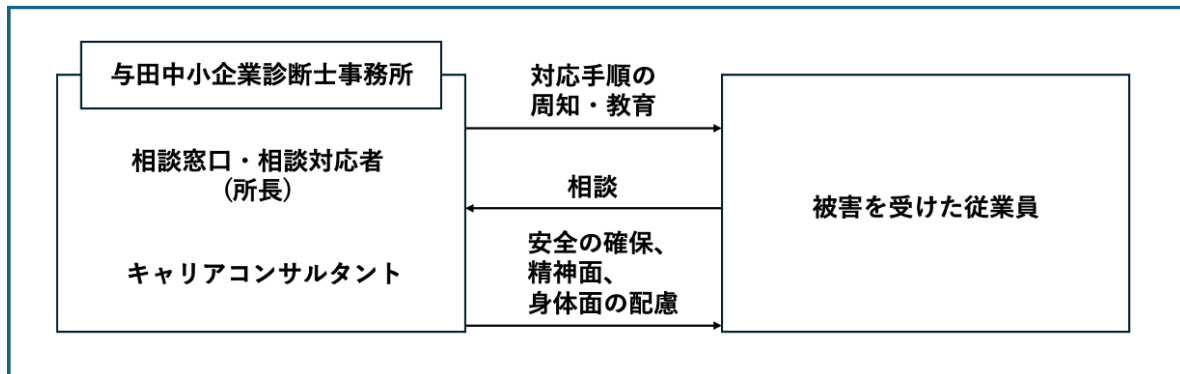 与田中小企業診断士事務所
相談窓口・相談対応者
(所長)
キャリアコンサルタント
対応手順の
周知・教育
相談
安全の確保、
精神面、
身体面の配慮
被害を受けた従業員